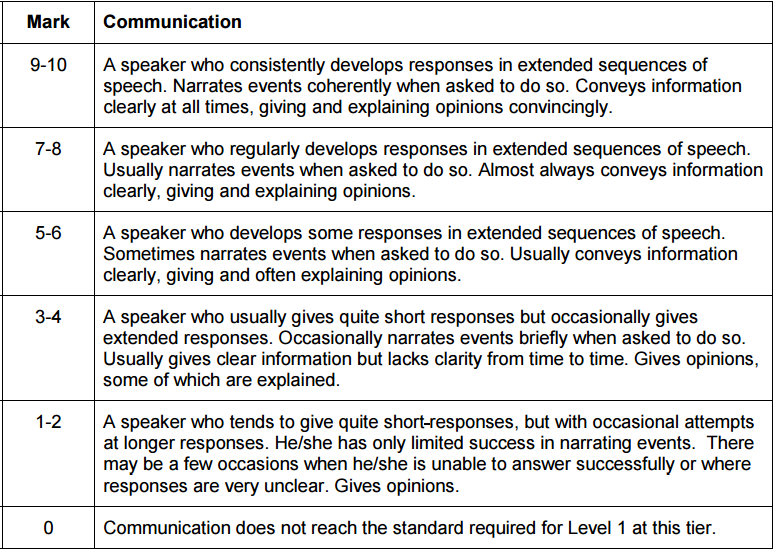 Mark Communication
9-10 A speaker who consistently develops responses in extended sequences of
speech. Narrates events coherently when asked to do so. Conveys information
clearly at all times, giving and explaining opinions convincingly.
7-8 A speaker who regularly develops responses in extended sequences of speech.
Usually narrates events when asked to do so. Almost always conveys information
clearly, giving and explaining opinions.
5-6 A speaker who develops some responses in extended sequences of speech.
Sometimes narrates events when asked to do so. Usually conveys information
clearly, giving and often explaining opinions.
3-4 A speaker who usually gives quite short responses but occasionally gives
extended responses. Occasionally narrates events briefly when asked to do so.
Usually gives clear information but lacks clarity from time to time. Gives opinions,
some of which are explained.
1-2 A speaker who tends to give quite short-responses, but with occasional attempts
at longer responses. He/she has only limited success in narrating events.  There
may be a few occasions when he/she is unable to answer successfully or where
responses are very unclear. Gives opinions.
0 Communication does not reach the standard required for Level 1 at this tier.